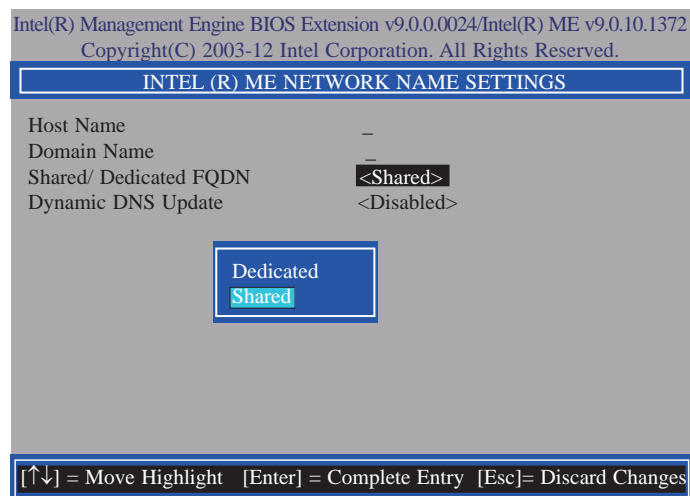 Intel(R) Management Engine BIOS Extension v9.0.0.0024/Intel(R) ME v9.0.10.1372
Copyright(C) 2003-12 Intel Corporation. All Rights Reserved.
INTEL (R) ME NETWORK NAME SETTINGS
Host Name _
Domain Name _
Shared/ Dedicated FQDN <Shared>
Dynamic DNS Update <Disabled>
Dedicated
Shared
[↑↓] = Move Highlight [Enter] = Complete Entry [Esc]= Discard Changes